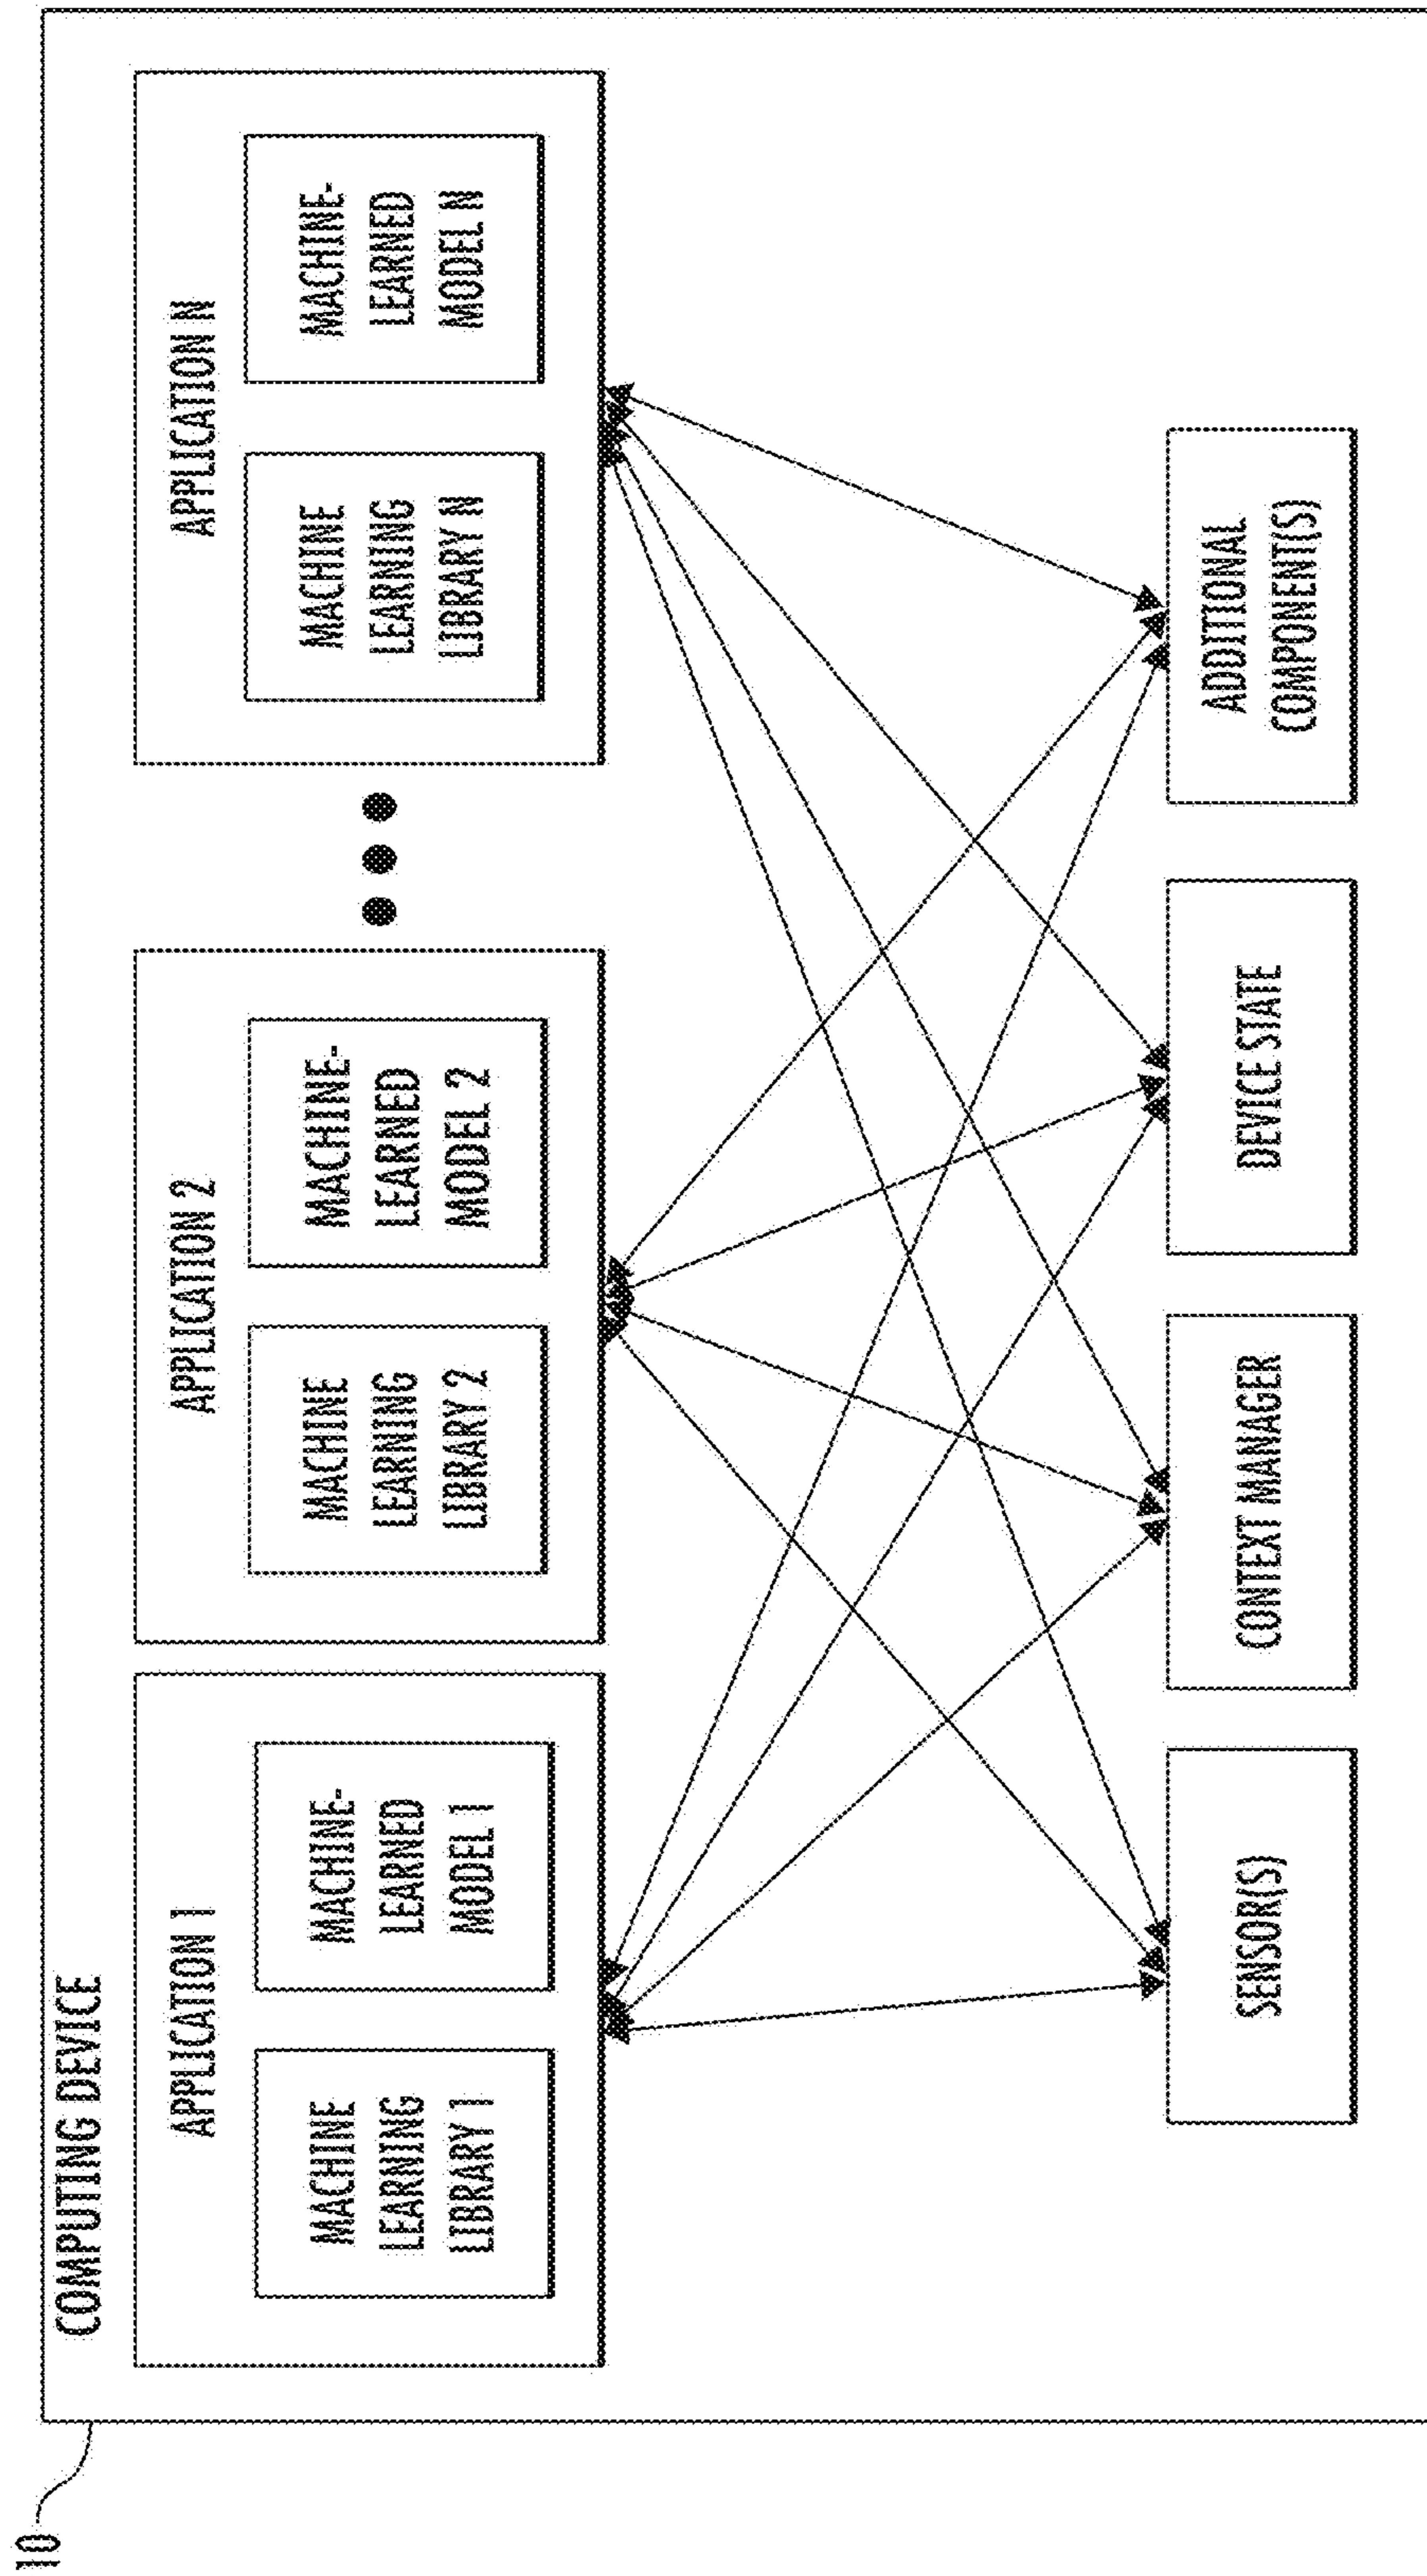 10
COMPUTING DEVICE
APPLICATION 1
MACHINE
LEARNING
LIBRARY 1
MACHINE-
LEARNED
MODEL 1
APPLICATION 2
MACHINE
LEARNING
LIBRARY 2
MACHINE-
LEARNED
MODEL 2
APPLICATION N
MACHINE
LEARNING
LIBRARY N
MACHINE-
LEARNED
MODEL N
SENSOR(S)
CONTEXT MANAGER
DEVICE STATE
ADDITIONAL
COMPONENT(S)